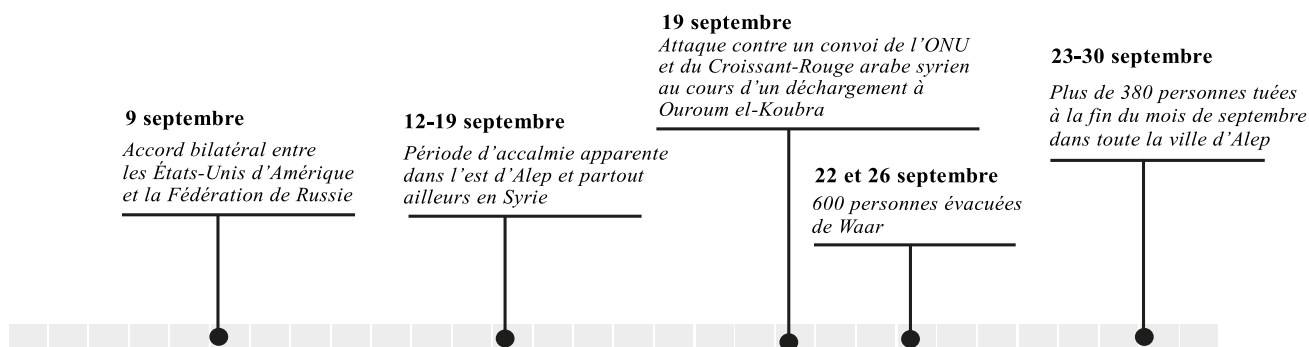 9 septembre
Accord bilatéral entre
les États-Unis d’Amérique
et la Fédération de Russie
12-19 septembre
Période d’accalmie apparente
dans l’est d’Alep et partout
ailleurs en Syrie
19 septembre
Attaque contre un convoi de l’ONU
et du Croissant-Rouge arabe syrien
au cours d’un déchargement à
Ouroum el-Koubra
22 et 26 septembre
600 personnes évacuées
de Waar
23-30 septembre
Plus de 380 personnes tuées
à la fin du mois de septembre
dans toute la ville d’Alep